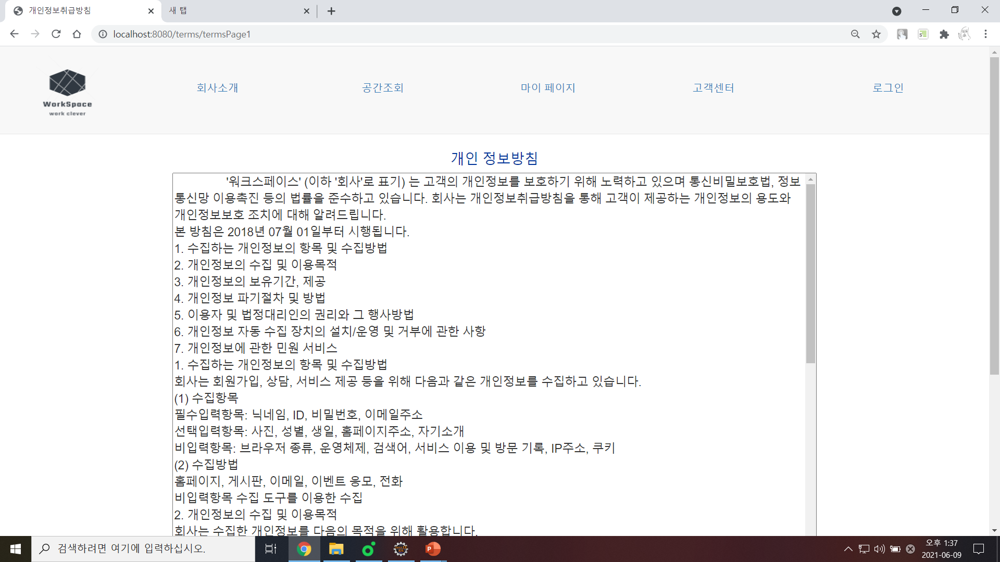 개인정보취급방침
새 탭
localhost:8080/terms/termsPage1
WorkSpace
work clever
회사소개
공간조회
마이 페이지
고객센터
로그인
개인 정보방침
'워크스페이스' (이하 '회사'로 표기) 는 고객의 개인정보를 보호하기 위해 노력하고 있으며 통신비밀보호법, 정보
통신망 이용촉진 등의 법률을 준수하고 있습니다. 회사는 개인정보취급방침을 통해 고객이 제공하는 개인정보의 용도와
개인정보보호 조치에 대해 알려드립니다.
본 방침은 2018년 07월 01일부터 시행됩니다.
1. 수집하는 개인정보의 항목 및 수집방법
2. 개인정보의 수집 및 이용목적
3. 개인정보의 보유기간, 제공
4. 개인정보 파기절차 및 방법
5. 이용자 및 법정대리인의 권리와 그 행사방법
6. 개인정보 자동 수집 장치의 설치/운영 및 거부에 관한 사항
7. 개인정보에 관한 민원 서비스
1. 수집하는 개인정보의 항목 및 수집방법
회사는 회원가입, 상담, 서비스 제공 등을 위해 다음과 같은 개인정보를 수집하고 있습니다.
(1) 수집항목
필수입력항목: 닉네임, ID, 비밀번호, 이메일주소
선택입력항목: 사진, 성별, 생일, 홈페이지주소, 자기소개
비입력항목: 브라우저 종류, 운영체제, 검색어, 서비스 이용 및 방문 기록, IP주소, 쿠키
(2) 수집방법
홈페이지, 게시판, 이메일, 이벤트 응모, 전화
비입력항목 수집 도구를 이용한 수집
2. 개인정보의 수집 및 이용목적
회사는 수집한 개인정보를 다음의 목적을 위해 활용합니다.
검색하려면 여기에 입력하십시오.
오후 1:37
2021-06-09